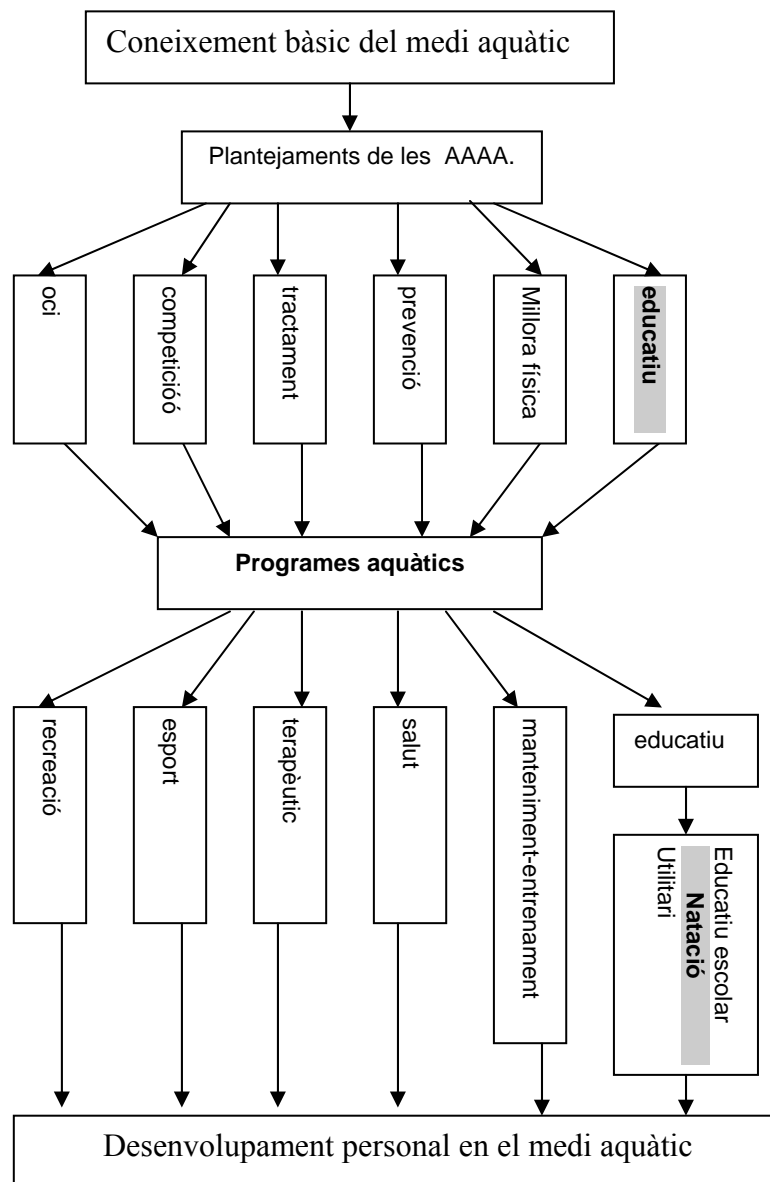 Coneixement bàsic del medi aquàtic
Plantejaments de les AAAA.
oci
competicióó
tractament
prevenció
Millora física
educatiu
Programes aquàtics
recreació
esport
terapèutic
salut
manteniment-entrenament
educatiu
Educatiu escolar
Natació
Utilitari
Desenvolupament personal en el medi aquàtic